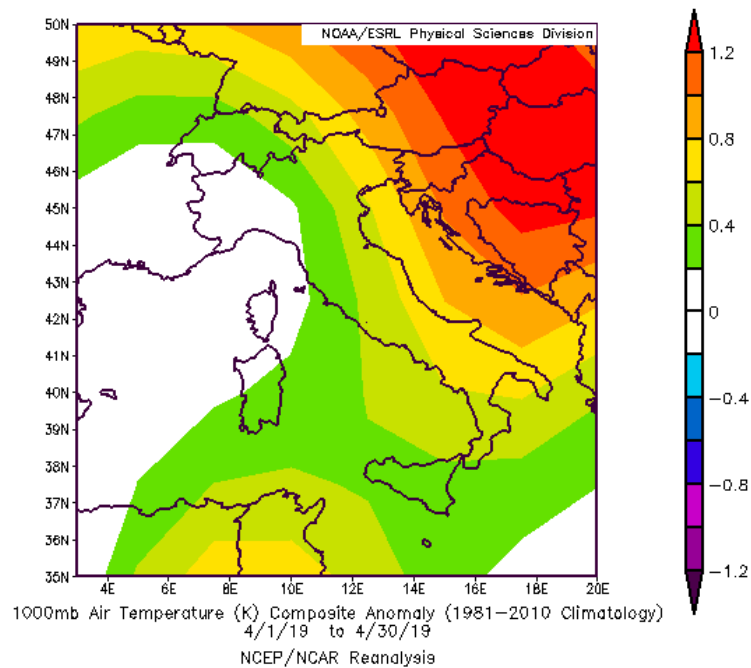 NOAA/ESRL Physical Sciences Division
50N
49N
48N
47N
46N
45N
44N
43N
42N
41N
40N
39N
38N
37N
36N
35N
4E 6E 8E 10E 12E 14E 16E 18E 20E
1.2
0.8
0.4
0
−0.4
−0.8
−1.2
1000mb Air Temperature (K) Composite Anomaly (1981−2010 Climatology)
4/1/19 to 4/30/19
NCEP/NCAR Reanalysis